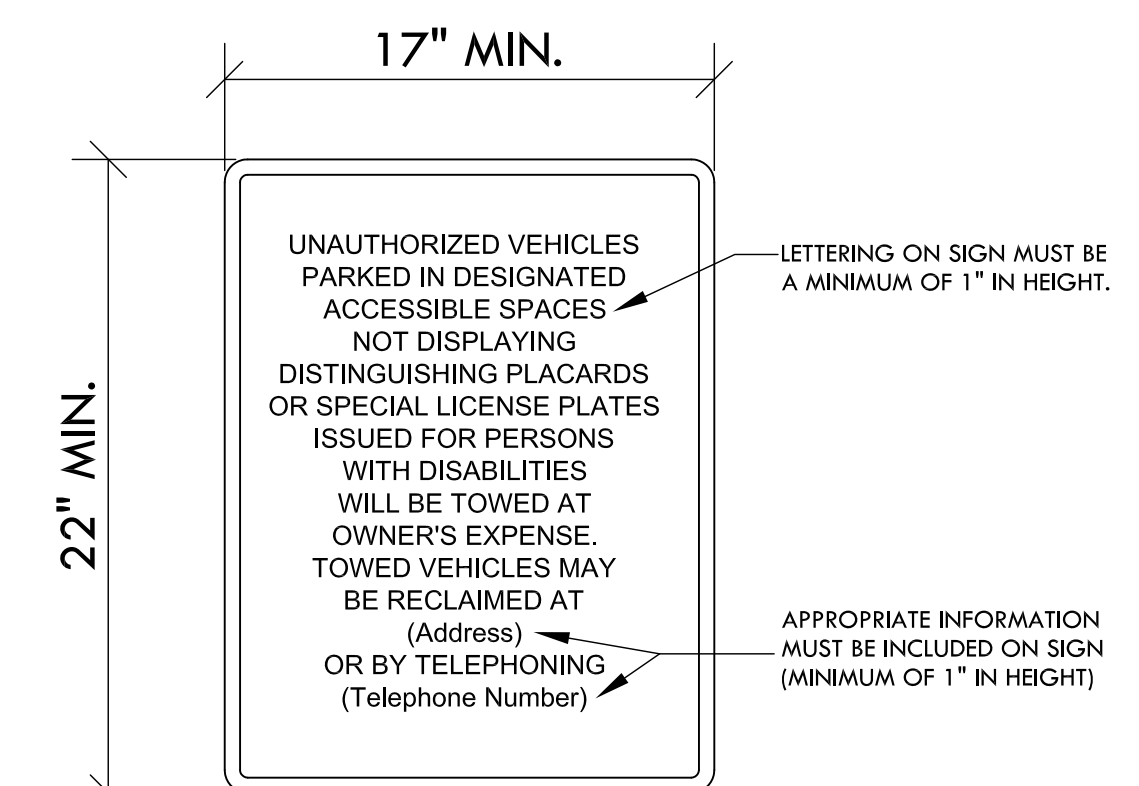 17" MIN.
22" MIN.
UNAUTHORIZED VEHICLES
PARKED IN DESIGNATED
ACCESSIBLE SPACES
NOT DISPLAYING
DISTINGUISHING PLACARDS
OR SPECIAL LICENSE PLATES
ISSUED FOR PERSONS
WITH DISABILITIES
WILL BE TOWED AT
OWNER'S EXPENSE.
TOWED VEHICLES MAY
BE RECLAIMED AT
(Address)
OR BY TELEPHONING
(Telephone Number)
LETTERING ON SIGN MUST BE
A MINIMUM OF 1" IN HEIGHT.
APPROPRIATE INFORMATION
MUST BE INCLUDED ON SIGN
(MINIMUM OF 1" IN HEIGHT)